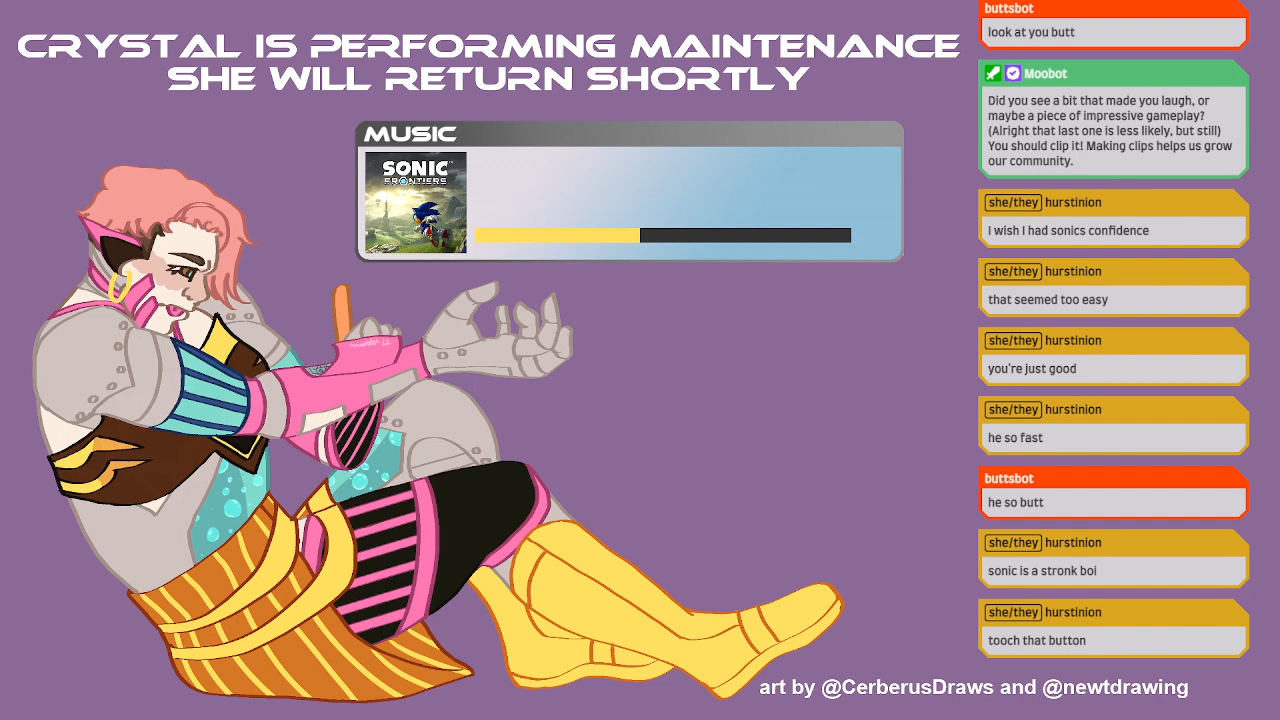 CRYSTAL IS PERFORMING MAINTENANCE
SHE WILL RETURN SHORTLY
MUSIC
SONIC
FRONTIERS
buttsbot
look at you butt
Moobot
Did you see a bit that made you laugh, or
maybe a piece of impressive gameplay?
(Alright that last one is less likely, but still)
You should clip it! Making clips helps us grow
our community.
she/they hurstinion
I wish I had sonics confidence
she/they hurstinion
that seemed too easy
she/they hurstinion
you're just good
she/they hurstinion
he so fast
buttsbot
he so butt
she/they hurstinion
sonic is a stronk boi
she/they hurstinion
tooch that button
art by @CerberusDraws and @newtdrawing